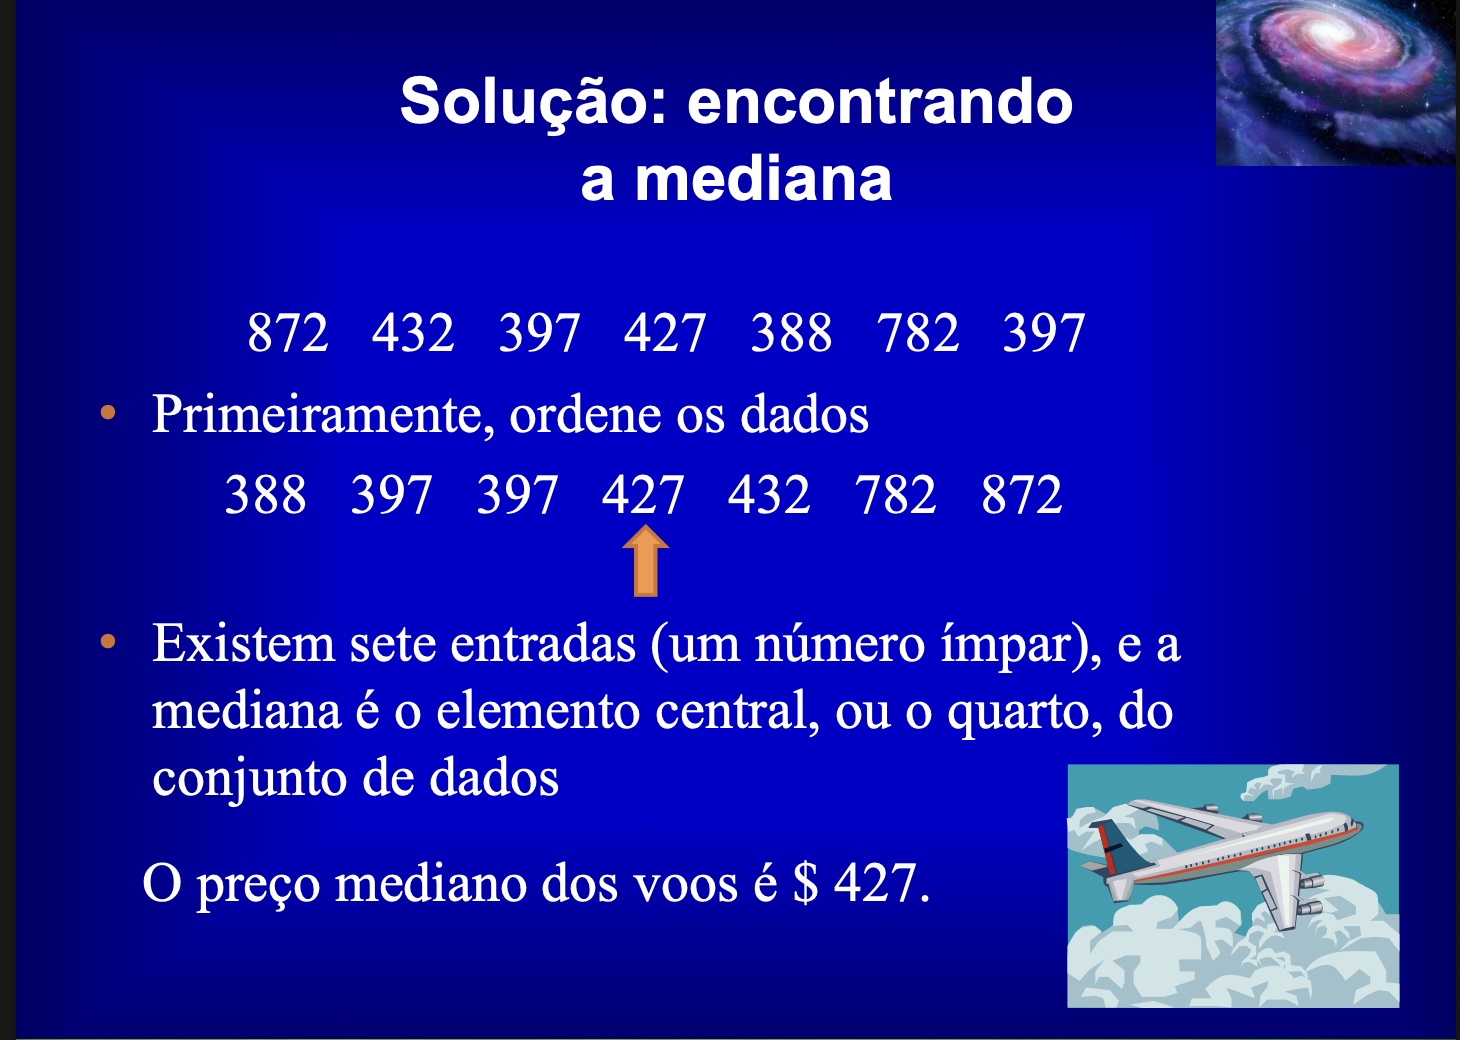 Solução: encontrando
a mediana
872 432 397 427 388 782 397
• Primeiramente, ordene os dados
388 397 397 427 432 782 872
• Existem sete entradas (um número ímpar), e a
mediana é o elemento central, ou o quarto, do
conjunto de dados
O preço mediano dos voos é $ 427.